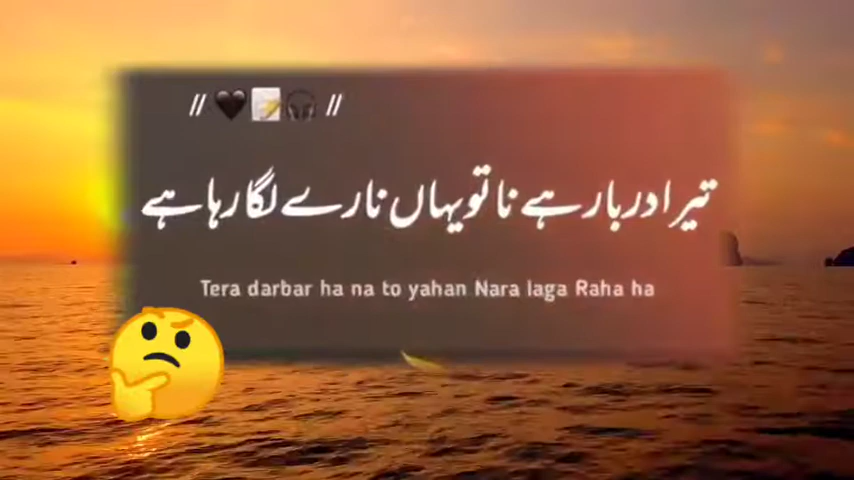 // 🖤📝🎧 //
تیرا دربار ہے نا تو یہاں نارے لگا رہا ہے
Tera darbar ha na to yahan Nara laga Raha ha